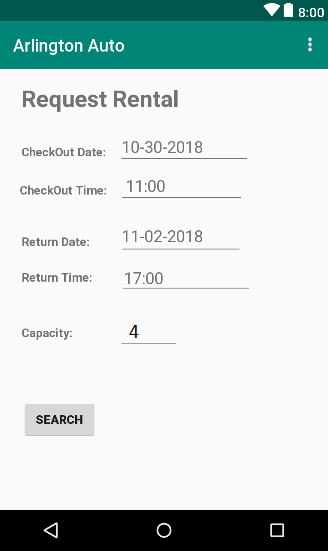 8:00
Arlington Auto
Request Rental
CheckOut Date: 10-30-2018
CheckOut Time: 11:00
Return Date: 11-02-2018
Return Time: 17:00
Capacity: 4
SEARCH